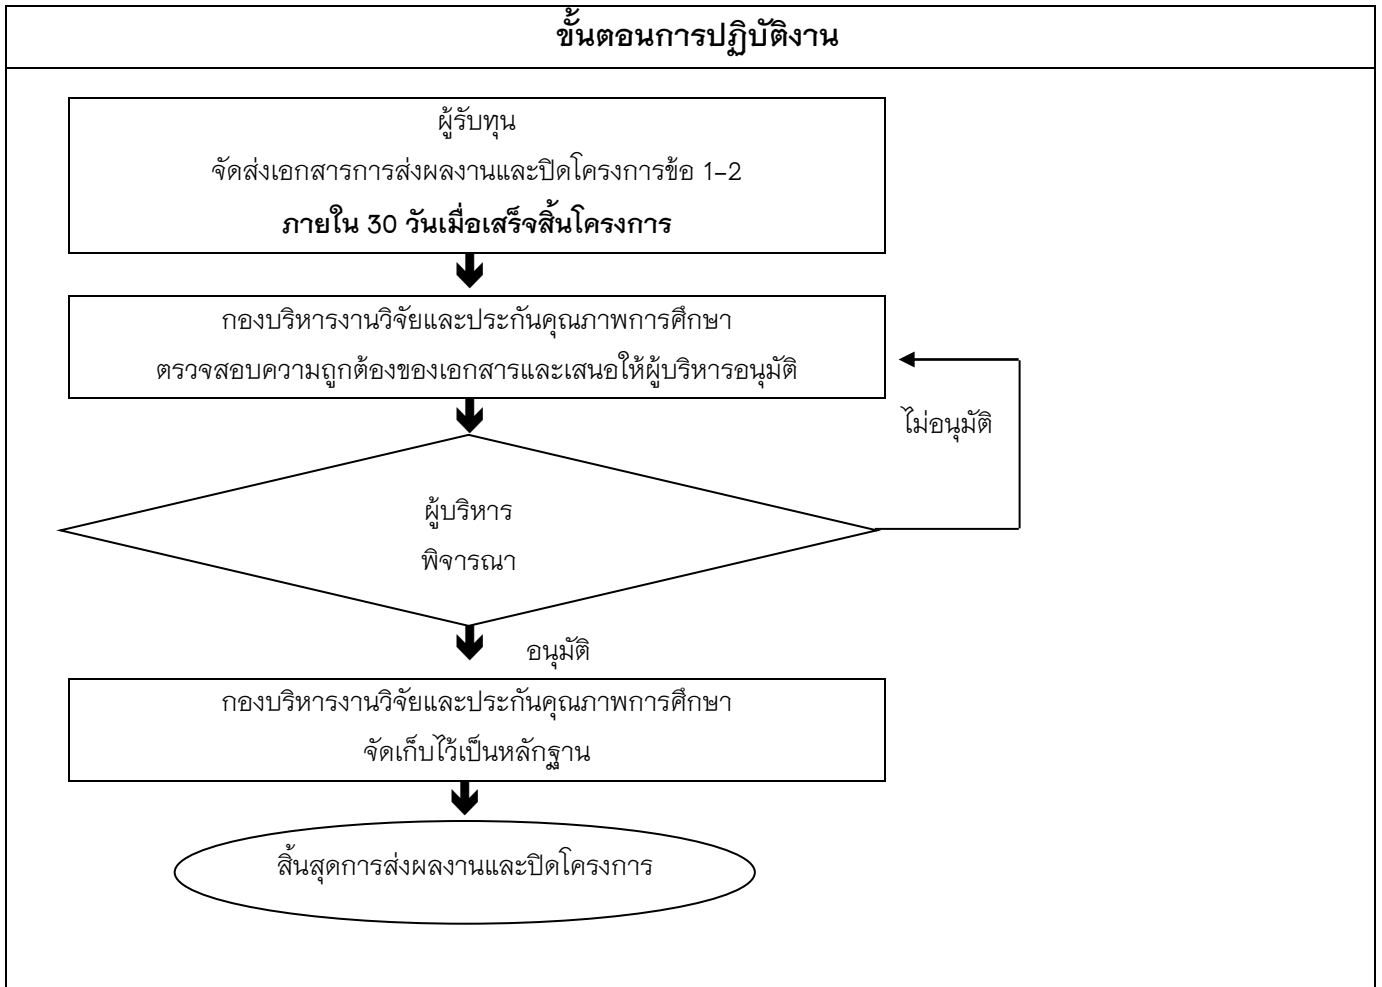 ขั้นตอนการปฏิบัติงาน
ผู้รับทุน
จัดส่งเอกสารการส่งผลงานและปิดโครงการข้อ 1-2
ภายใน 30 วันเมื่อเสร็จสิ้นโครงการ
กองบริหารงานวิจัยและประกันคุณภาพการศึกษา
ตรวจสอบความถูกต้องของเอกสารและเสนอให้ผู้บริหารอนุมัติ
ไม่อนุมัติ
ผู้บริหาร
พิจารณา
อนุมัติ
กองบริหารงานวิจัยและประกันคุณภาพการศึกษา
จัดเก็บไว้เป็นหลักฐาน
สิ้นสุดการส่งผลงานและปิดโครงการ